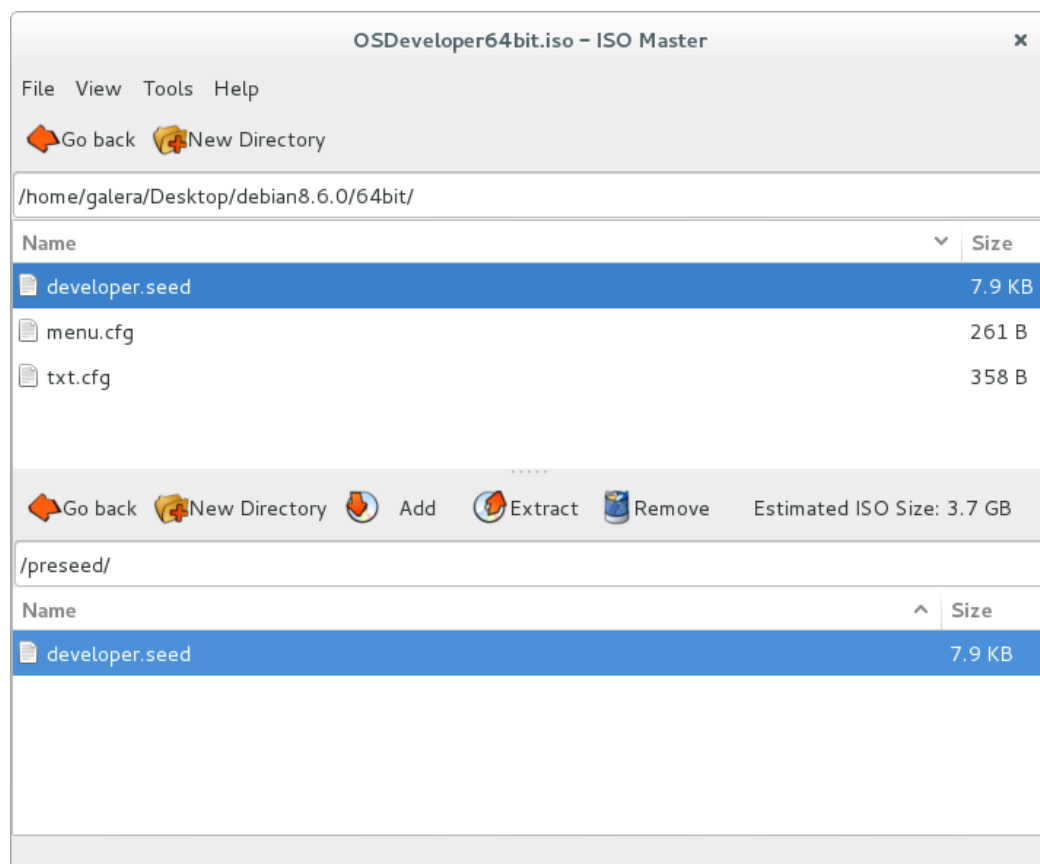 OSDeveloper64bit.iso – ISO Master
File View Tools Help
Go back New Directory
/home/galera/Desktop/debian8.6.0/64bit/
Name Size
developer.seed 7.9 KB
menu.cfg 261 B
txt.cfg 358 B
Go back New Directory Add Extract Remove Estimated ISO Size: 3.7 GB
/preseed/
Name Size
developer.seed 7.9 KB